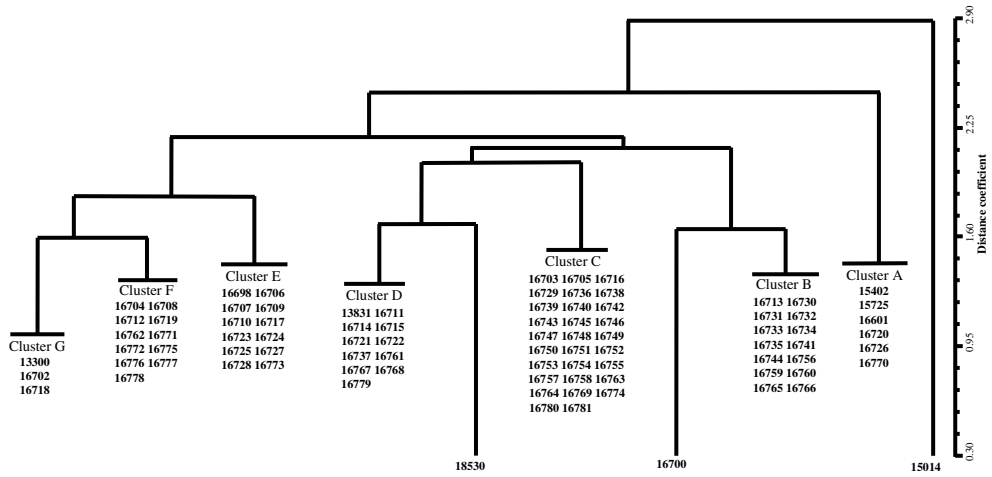 Cluster G
13300
16702
16718
Cluster F
16704 16708
16712 16719
16762 16771
16772 16775
16776 16777
16778
Cluster E
16698 16706
16707 16709
16710 16717
16723 16724
16725 16727
16728 16773
Cluster D
13831 16711
16714 16715
16721 16722
16737 16761
16767 16768
16779
18530
Cluster C
16703 16705 16716
16729 16736 16738
16739 16740 16742
16743 16745 16746
16747 16748 16749
16750 16751 16752
16753 16754 16755
16757 16758 16763
16764 16769 16774
16780 16781
16700
Cluster B
16713 16730
16731 16732
16733 16734
16735 16741
16744 16756
16759 16760
16765 16766
Cluster A
15402
15725
16601
16720
16726
16770
15014
2.90
2.25
1.60
0.95
0.30
Distance coefficient